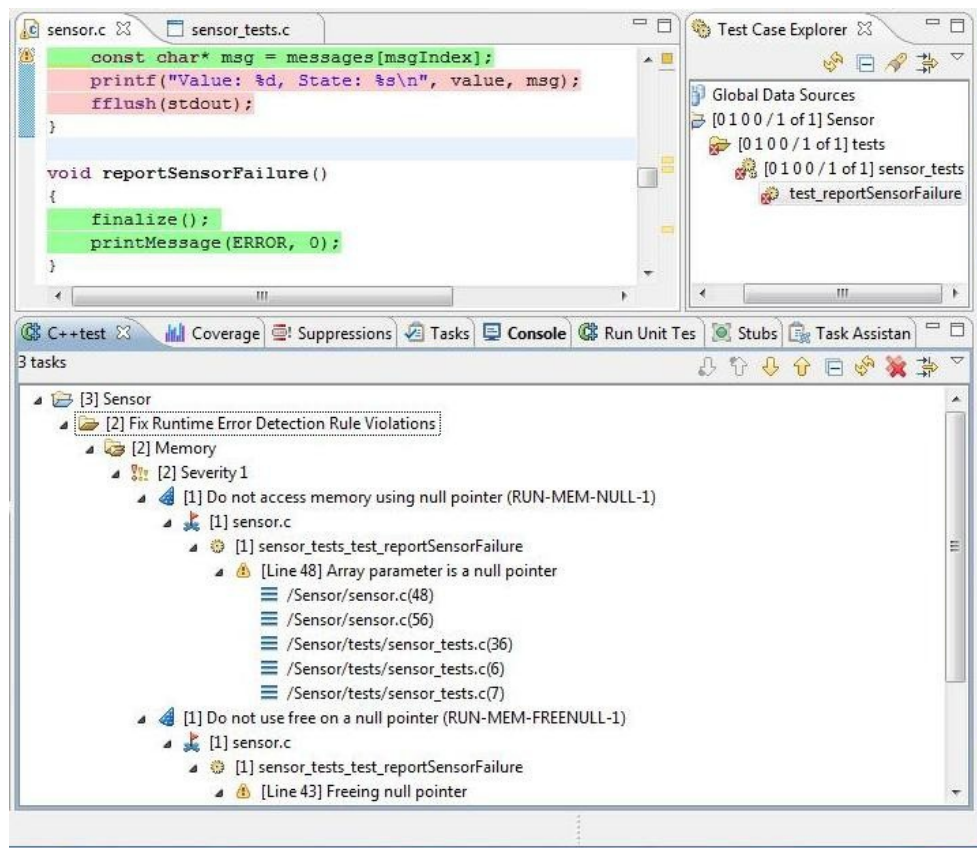 sensor.c
sensor_tests.c
const char* msg = messages[msgIndex];
printf("Value: %d, State: %s\n", value, msg);
fflush(stdout);
}
void reportSensorFailure()
{
finalize();
printMessage(ERROR, 0);
}
Test Case Explorer
Global Data Sources
[0 1 0 0 / 1 of 1] Sensor
[0 1 0 0 / 1 of 1] tests
[0 1 0 0 / 1 of 1] sensor_tests
test_reportSensorFailure
C++test
Coverage
Suppressions
Tasks
Console
Run Unit Tes
Stubs
Task Assistan
3 tasks
[3] Sensor
[2] Fix Runtime Error Detection Rule Violations
[2] Memory
[2] Severity 1
[1] Do not access memory using null pointer (RUN-MEM-NULL-1)
[1] sensor.c
[1] sensor_tests_test_reportSensorFailure
[Line 48] Array parameter is a null pointer
/Sensor/sensor.c(48)
/Sensor/sensor.c(56)
/Sensor/tests/sensor_tests.c(36)
/Sensor/tests/sensor_tests.c(6)
/Sensor/tests/sensor_tests.c(7)
[1] Do not use free on a null pointer (RUN-MEM-FREENULL-1)
[1] sensor.c
[1] sensor_tests_test_reportSensorFailure
[Line 43] Freeing null pointer